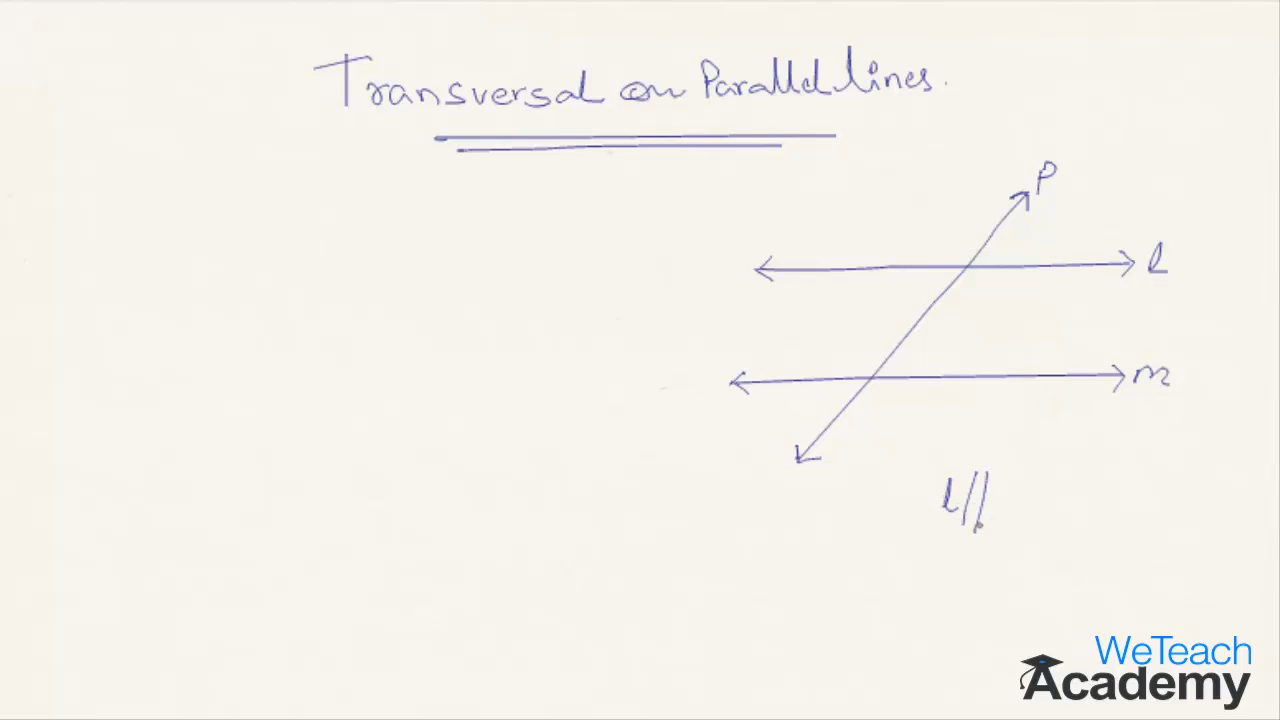 Transversal on Parallel lines.
P
l
m
l//
WeTeach
Academy